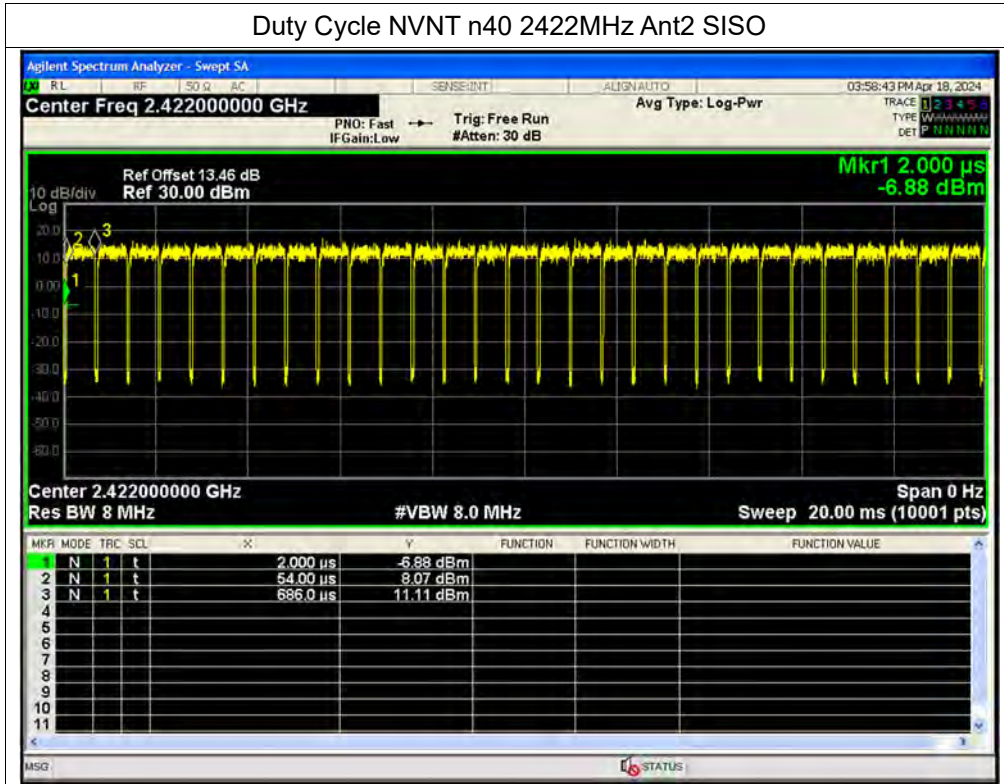 Duty Cycle NVNT n40 2422MHz Ant2 SISO
Agilent Spectrum Analyzer - Swept SA
LXI RL RF 50 Ω AC SENSE:INT ALIGNAUTO 03:58:43 PM Apr 18, 2024
Center Freq 2.422000000 GHz Avg Type: Log-Pwr TRACE 1 2 3 4 5 6
PNO: Fast Trig: Free Run TYPE W
IFGain:Low #Atten: 30 dB DET P N N N N N
Mkr1 2.000 µs
Ref Offset 13.46 dB
10 dB/div Ref 30.00 dBm -6.88 dBm
Log
20.0
2 3
10.0
0.00 1
-10.0
-20.0
-30.0
-40.0
-50.0
-60.0
Center 2.422000000 GHz Span 0 Hz
Res BW 8 MHz #VBW 8.0 MHz Sweep 20.00 ms (10001 pts)
MKR MODE TRC SCL X Y FUNCTION FUNCTION WIDTH FUNCTION VALUE
1 N 1 t 2.000 µs -6.88 dBm
2 N 1 t 54.00 µs 8.07 dBm
3 N 1 t 686.0 µs 11.11 dBm
4
5
6
7
8
9
10
11
MSG STATUS